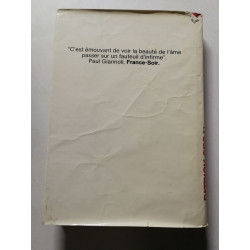 "C'est émouvant de voir la beauté de l'âme
passer sur un fauteuil d'infirme"
Paul Giannoli. France-Soir.